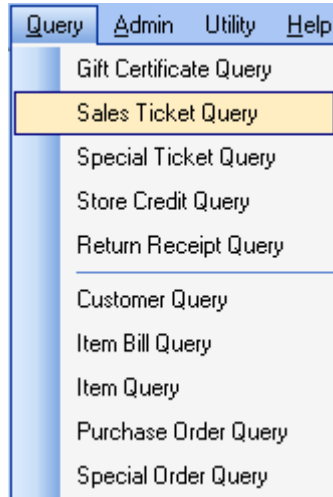 Query Admin Utility Help
Gift Certificate Query
Sales Ticket Query
Special Ticket Query
Store Credit Query
Return Receipt Query
Customer Query
Item Bill Query
Item Query
Purchase Order Query
Special Order Query